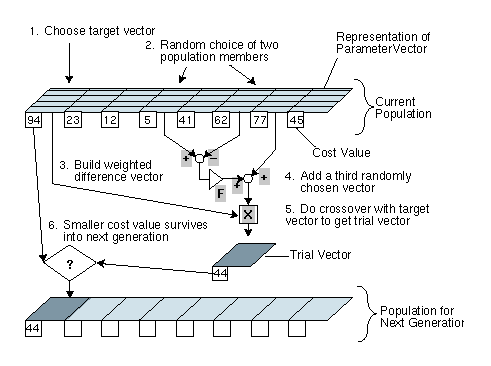 1. Choose target vector
2. Random choice of two
population members
Representation of
ParameterVector
Current
Population
94 23 12 5 41 62 77 45
Cost Value
3. Build weighted
difference vector
+ −
F
+ +
4. Add a third randomly
chosen vector
5. Do crossover with target
vector to get trial vector
X
6. Smaller cost value survives
into next generation
?
Trial Vector
44
Population for
Next Generation
44